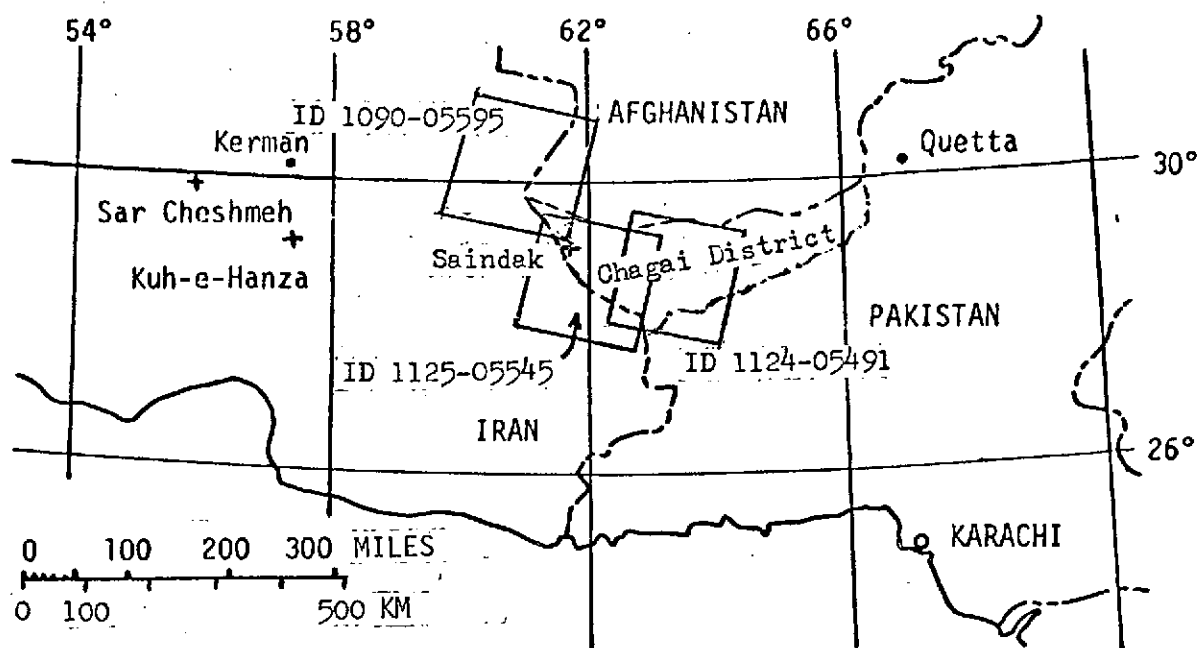 54° 58° 62° 66°
ID 1090-05595
AFGHANISTAN
Kerman
Quetta
30°
Sar Cheshmeh
Saindak
Chagai District
Kuh-e-Hanza
PAKISTAN
ID 1125-05545
ID 1124-05491
IRAN
26°
0 100 200 300 MILES
KARACHI
0 100 500 KM